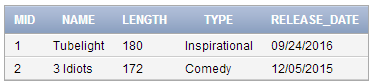 MID NAME LENGTH TYPE RELEASE_DATE
1 Tubelight 180 Inspirational 09/24/2016
2 3 Idiots 172 Comedy 12/05/2015